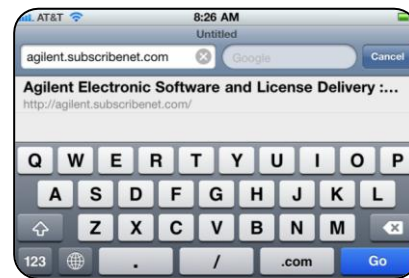 AT&T 8:26 AM
Untitled
agilent.subscribenet.com Google Cancel
Agilent Electronic Software and License Delivery :...
http://agilent.subscribenet.com/
Q W E R T Y U I O P
A S D F G H J K L
Z X C V B N M
123 . / .com Go